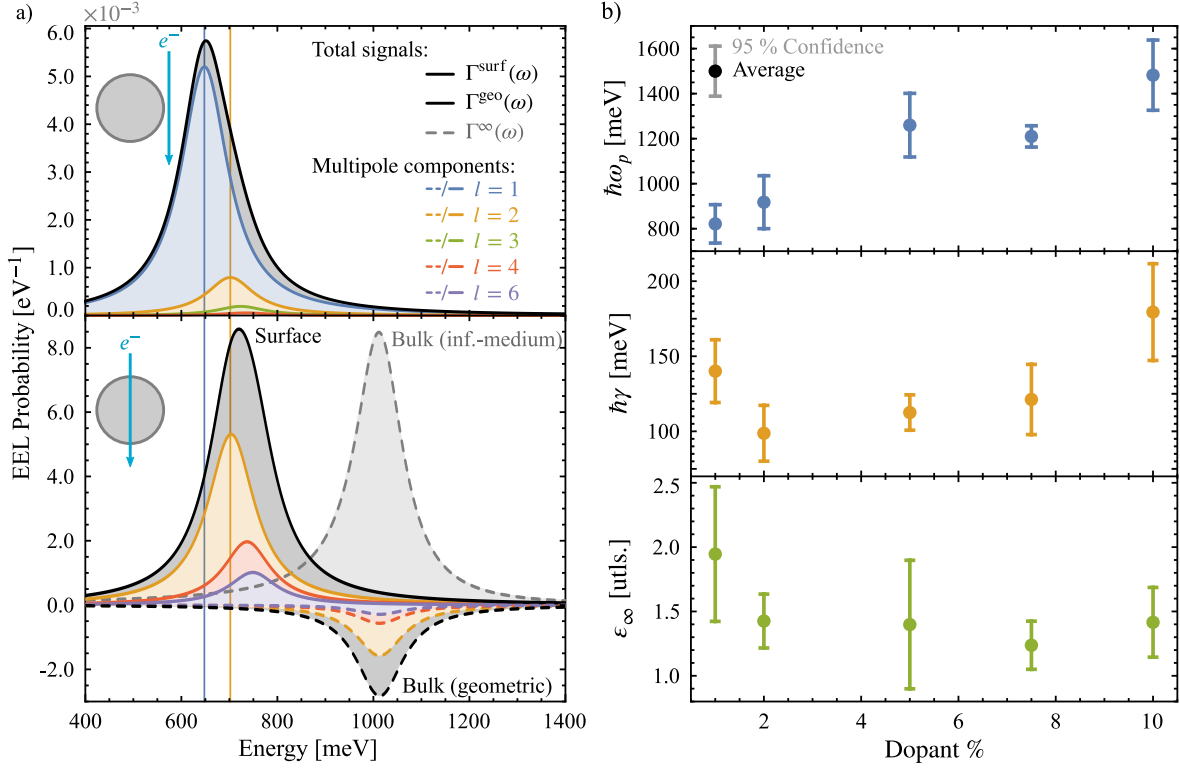 a)
×10⁻³
6.0
5.0
4.0
3.0
2.0
1.0
0.0
e⁻
Total signals:
Γˢᵘʳᶠ(ω)
Γᵍᵉᵒ(ω)
Γ^∞(ω)
Multipole components:
l = 1
l = 2
l = 3
l = 4
l = 6
EEL Probability [eV⁻¹]
8.0
6.0
4.0
2.0
0.0
-2.0
e⁻
Surface
Bulk (inf.-medium)
Bulk (geometric)
400
600
800
1000
1200
1400
Energy [meV]
b)
95 % Confidence
Average
1600
1400
1200
1000
800
ℏωₚ [meV]
200
150
100
ℏγ [meV]
2.5
2.0
1.5
1.0
ε_∞ [utls.]
2
4
6
8
10
Dopant %